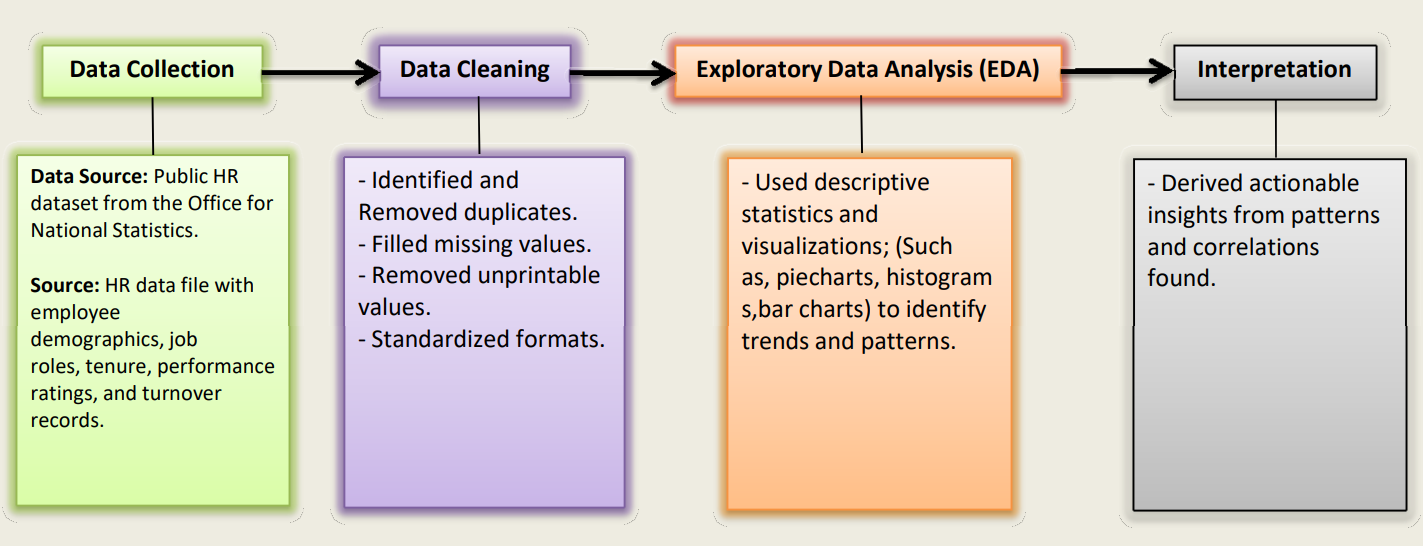 Data Collection
Data Cleaning
Exploratory Data Analysis (EDA)
Interpretation
Data Source: Public HR
dataset from the Office for
National Statistics.
Source: HR data file with
employee
demographics, job
roles, tenure, performance
ratings, and turnover
records.
- Identified and
Removed duplicates.
- Filled missing values.
- Removed unprintable
values.
- Standardized formats.
- Used descriptive
statistics and
visualizations; (Such
as, piecharts, histogram
s,bar charts) to identify
trends and patterns.
- Derived actionable
insights from patterns
and correlations
found.